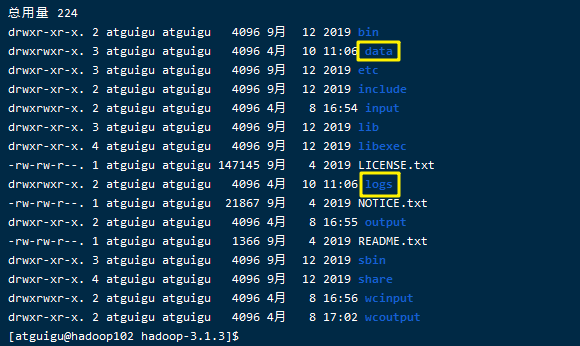 总用量 224
drwxr-xr-x. 2 atguigu atguigu   4096 9月  12 2019 bin
drwxrwxr-x. 3 atguigu atguigu   4096 4月  10 11:06 data
drwxr-xr-x. 3 atguigu atguigu   4096 9月  12 2019 etc
drwxr-xr-x. 2 atguigu atguigu   4096 9月  12 2019 include
drwxrwxr-x. 2 atguigu atguigu   4096 4月   8 16:54 input
drwxr-xr-x. 3 atguigu atguigu   4096 9月  12 2019 lib
drwxr-xr-x. 4 atguigu atguigu   4096 9月  12 2019 libexec
-rw-rw-r--. 1 atguigu atguigu 147145 9月   4 2019 LICENSE.txt
drwxrwxr-x. 2 atguigu atguigu   4096 4月  10 11:06 logs
-rw-rw-r--. 1 atguigu atguigu  21867 9月   4 2019 NOTICE.txt
drwxr-xr-x. 2 atguigu atguigu   4096 4月   8 16:55 output
-rw-rw-r--. 1 atguigu atguigu   1366 9月   4 2019 README.txt
drwxr-xr-x. 3 atguigu atguigu   4096 9月  12 2019 sbin
drwxr-xr-x. 4 atguigu atguigu   4096 9月  12 2019 share
drwxrwxr-x. 2 atguigu atguigu   4096 4月   8 16:56 wcinput
drwxr-xr-x. 2 atguigu atguigu   4096 4月   8 17:02 wcoutput
[atguigu@hadoop102 hadoop-3.1.3]$